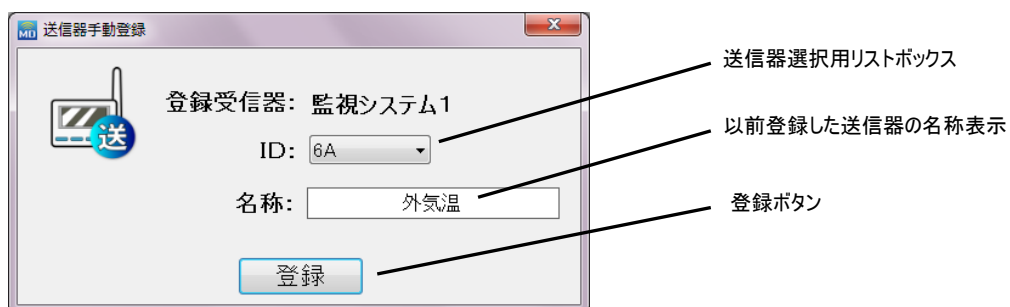 MD 送信器手動登録
送 登録受信器: 監視システム1
ID: 6A
名称: 外気温
登録
送信器選択用リストボックス
以前登録した送信器の名称表示
登録ボタン